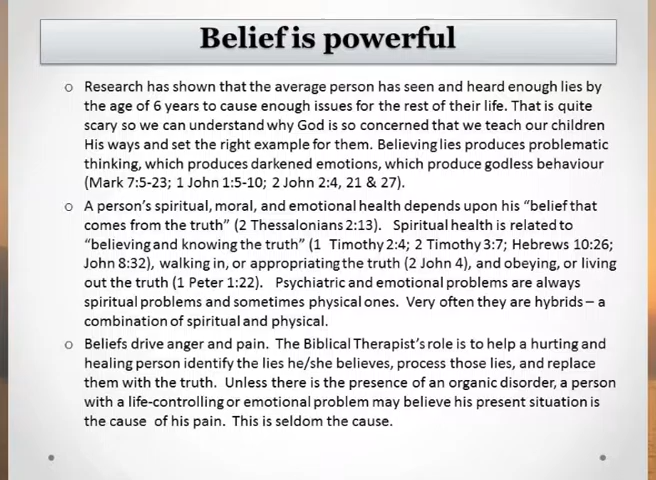 Belief is powerful
○ Research has shown that the average person has seen and heard enough lies by
the age of 6 years to cause enough issues for the rest of their life. That is quite
scary so we can understand why God is so concerned that we teach our children
His ways and set the right example for them. Believing lies produces problematic
thinking, which produces darkened emotions, which produce godless behaviour
(Mark 7:5-23; 1 John 1:5-10; 2 John 2:4, 21 & 27).
○ A person's spiritual, moral, and emotional health depends upon his "belief that
comes from the truth" (2 Thessalonians 2:13). Spiritual health is related to
"believing and knowing the truth" (1 Timothy 2:4; 2 Timothy 3:7; Hebrews 10:26;
John 8:32), walking in, or appropriating the truth (2 John 4), and obeying, or living
out the truth (1 Peter 1:22). Psychiatric and emotional problems are always
spiritual problems and sometimes physical ones. Very often they are hybrids – a
combination of spiritual and physical.
○ Beliefs drive anger and pain. The Biblical Therapist's role is to help a hurting and
healing person identify the lies he/she believes, process those lies, and replace
them with the truth. Unless there is the presence of an organic disorder, a person
with a life-controlling or emotional problem may believe his present situation is
the cause of his pain. This is seldom the cause.